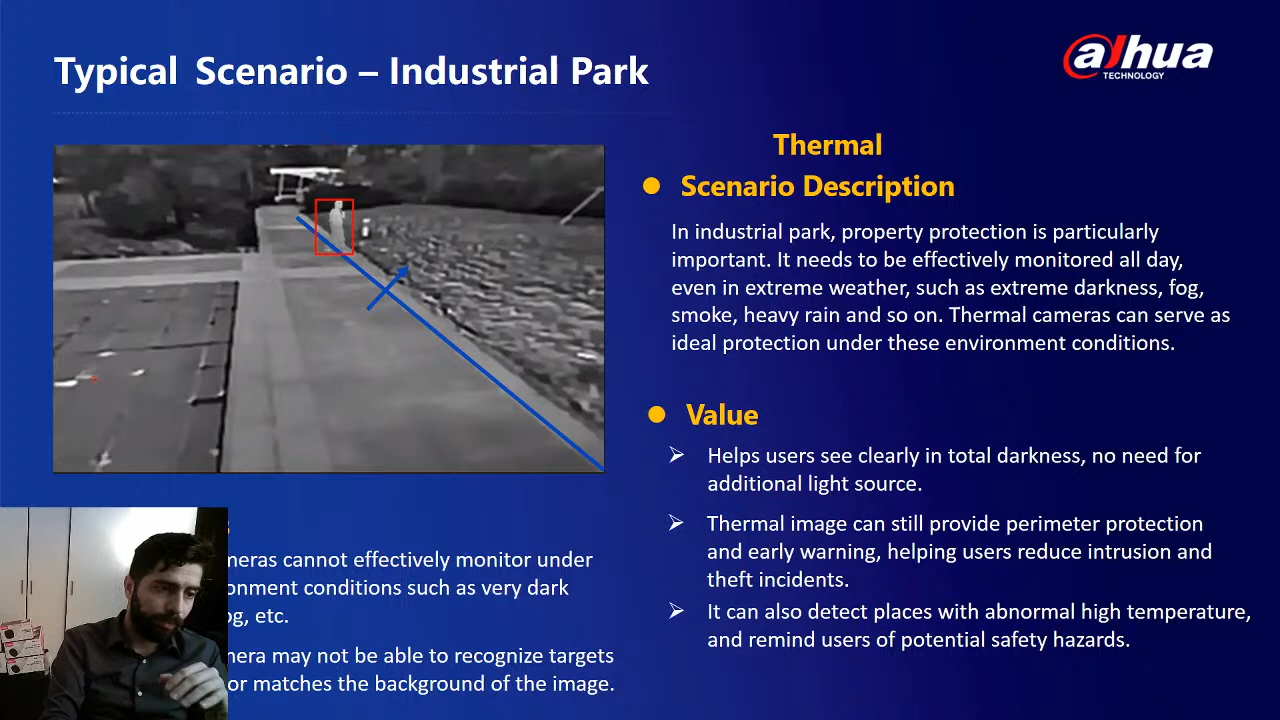 Typical Scenario – Industrial Park
alhua
TECHNOLOGY
Thermal
Scenario Description
In industrial park, property protection is particularly
important. It needs to be effectively monitored all day,
even in extreme weather, such as extreme darkness, fog,
smoke, heavy rain and so on. Thermal cameras can serve as
ideal protection under these environment conditions.
Value
Helps users see clearly in total darkness, no need for
additional light source.
Thermal image can still provide perimeter protection
and early warning, helping users reduce intrusion and
theft incidents.
It can also detect places with abnormal high temperature,
and remind users of potential safety hazards.
meras cannot effectively monitor under
onment conditions such as very dark
og, etc.
mera may not be able to recognize targets
or matches the background of the image.